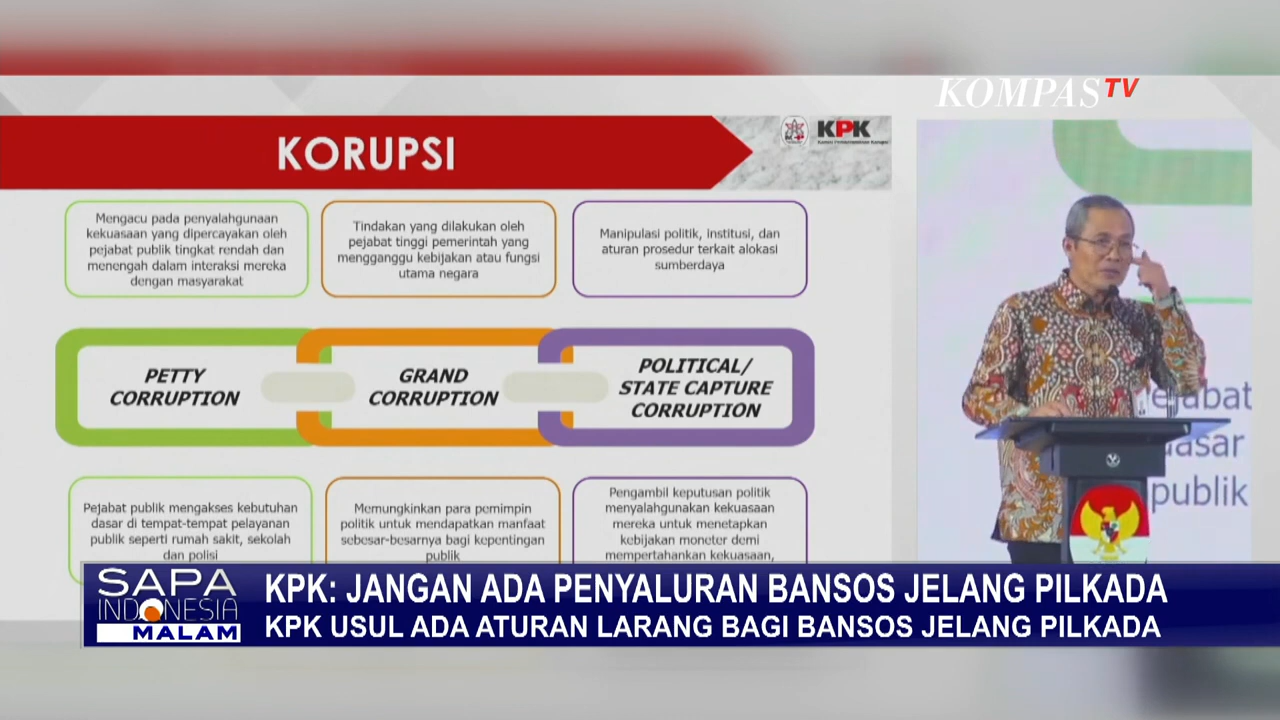 KOMPASTV
KORUPSI
KPK
Komisi Pemberantasan Korupsi
Mengacu pada penyalahgunaan
kekuasaan yang dipercayakan oleh
pejabat publik tingkat rendah dan
menengah dalam interaksi mereka
dengan masyarakat
Tindakan yang dilakukan oleh
pejabat tinggi pemerintah yang
mengganggu kebijakan atau fungsi
utama negara
Manipulasi politik, institusi, dan
aturan prosedur terkait alokasi
sumberdaya
PETTY
CORRUPTION
GRAND
CORRUPTION
POLITICAL/
STATE CAPTURE
CORRUPTION
Pejabat publik mengakses kebutuhan
dasar di tempat-tempat pelayanan
publik seperti rumah sakit, sekolah
dan polisi
Memungkinkan para pemimpin
politik untuk mendapatkan manfaat
sebesar-besarnya bagi kepentingan
publik
Pengambil keputusan politik
menyalahgunakan kekuasaan
mereka untuk menetapkan
kebijakan moneter demi
mempertahankan kekuasaan,
ejabat
dasar
publik
SAPA
INDONESIA
MALAM
KPK: JANGAN ADA PENYALURAN BANSOS JELANG PILKADA
KPK USUL ADA ATURAN LARANG BAGI BANSOS JELANG PILKADA